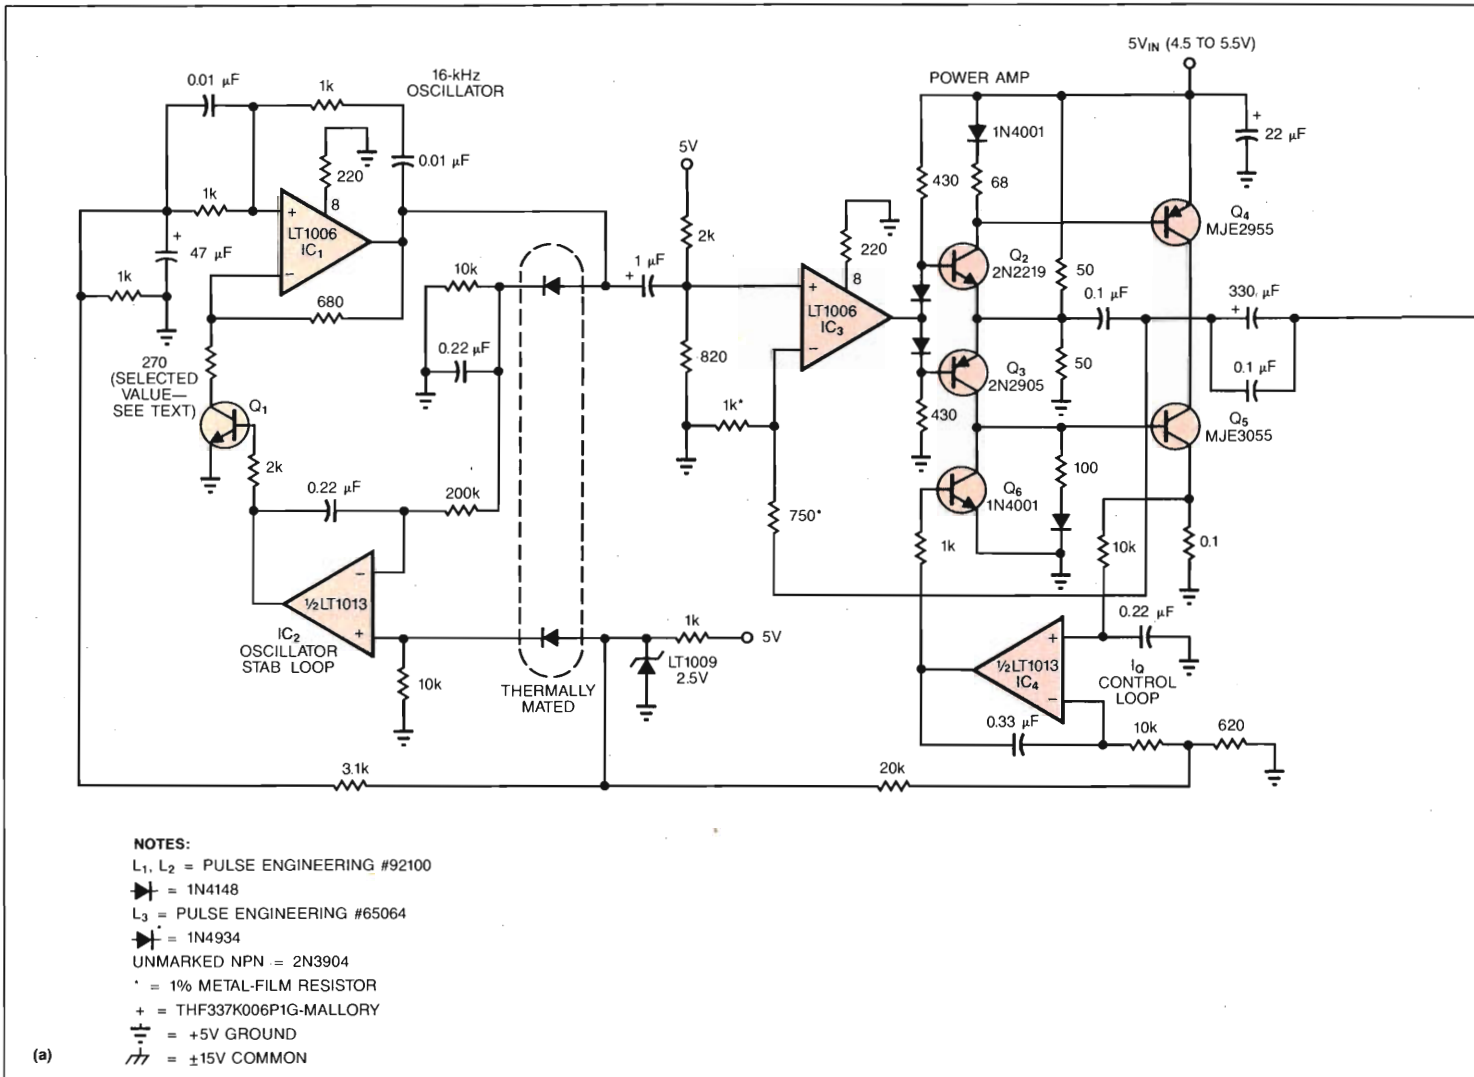 0.01 µF
1k
16-kHz
OSCILLATOR
0.01 µF
220
8
1k
+
LT1006
IC1
−
+
47 µF
1k
680
270
(SELECTED
VALUE—
SEE TEXT)
Q1
2k
0.22 µF
200k
10k
0.22 µF
−
½LT1013
+
IC2
OSCILLATOR
STAB LOOP
10k
THERMALLY
MATED
LT1009
2.5V
1k
5V
3.1k
20k
5V
2k
+
1 µF
820
1k*
750*
+
LT1006
IC3
−
8
220
POWER AMP
5VIN (4.5 TO 5.5V)
1N4001
430
68
+
22 µF
Q2
2N2219
50
Q4
MJE2955
0.1 µF
330 µF
+
0.1 µF
Q3
2N2905
50
430
Q5
MJE3055
Q6
1N4001
100
1k
10k
0.1
0.22 µF
+
½LT1013
IC4
−
IQ
CONTROL
LOOP
0.33 µF
10k
620
NOTES:
L1, L2 = PULSE ENGINEERING #92100
= 1N4148
L3 = PULSE ENGINEERING #65064
* = 1N4934
UNMARKED NPN = 2N3904
* = 1% METAL-FILM RESISTOR
+ = THF337K006P1G-MALLORY
= +5V GROUND
= ±15V COMMON
(a)